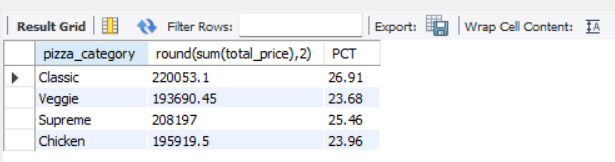 Result Grid Filter Rows: Export: Wrap Cell Content: IA
pizza_category round(sum(total_price),2) PCT
Classic 220053.1 26.91
Veggie 193690.45 23.68
Supreme 208197 25.46
Chicken 195919.5 23.96